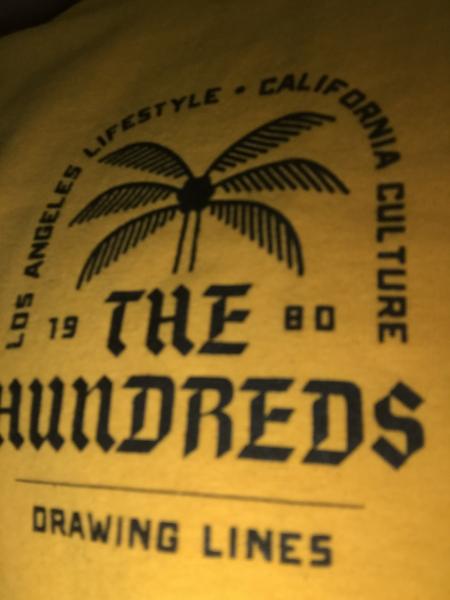 LOS ANGELES LIFESTYLE • CALIFORNIA CULTURE
19 THE 80
HUNDREDS
DRAWING LINES